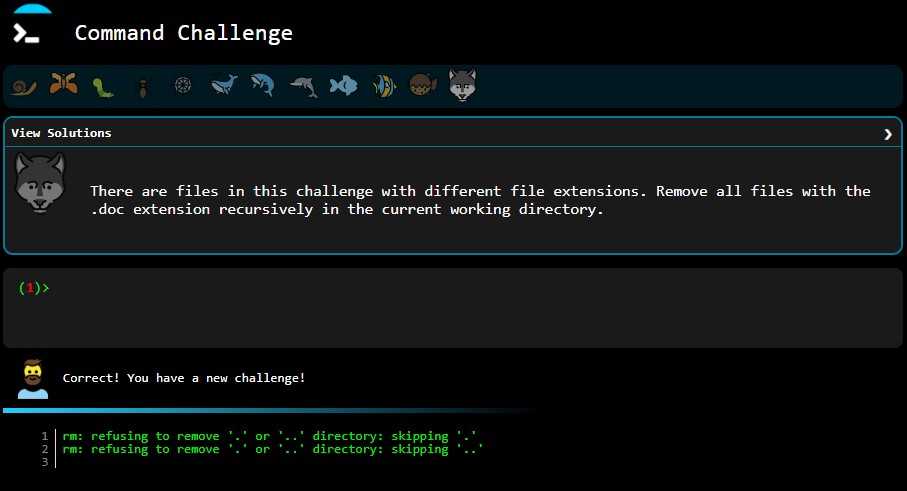 Command Challenge
View Solutions
There are files in this challenge with different file extensions. Remove all files with the
.doc extension recursively in the current working directory.
(1)>
Correct! You have a new challenge!
1 rm: refusing to remove '.' or '..' directory: skipping '.'
2 rm: refusing to remove '.' or '..' directory: skipping '..'
3